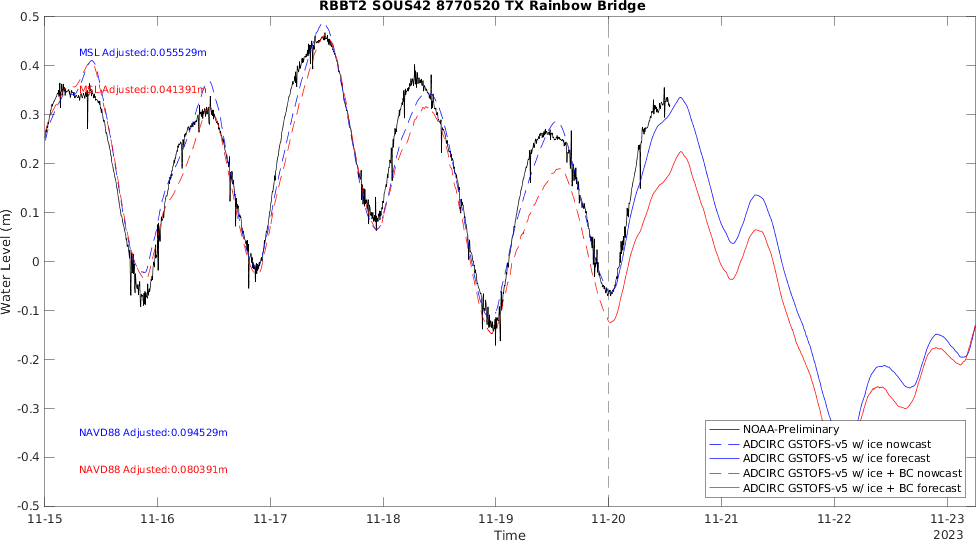 RBBT2 SOUS42 8770520 TX Rainbow Bridge
0.5
0.4
0.3
0.2
0.1
0
-0.1
-0.2
-0.3
-0.4
-0.5
Water Level (m)
MSL Adjusted:0.055529m
MSL Adjusted:0.041391m
NAVD88 Adjusted:0.094529m
NAVD88 Adjusted:0.080391m
NOAA-Preliminary
ADCIRC GSTOFS-v5 w/ ice nowcast
ADCIRC GSTOFS-v5 w/ ice forecast
ADCIRC GSTOFS-v5 w/ ice + BC nowcast
ADCIRC GSTOFS-v5 w/ ice + BC forecast
11-15 11-16 11-17 11-18 11-19 11-20 11-21 11-22 11-23
2023
Time